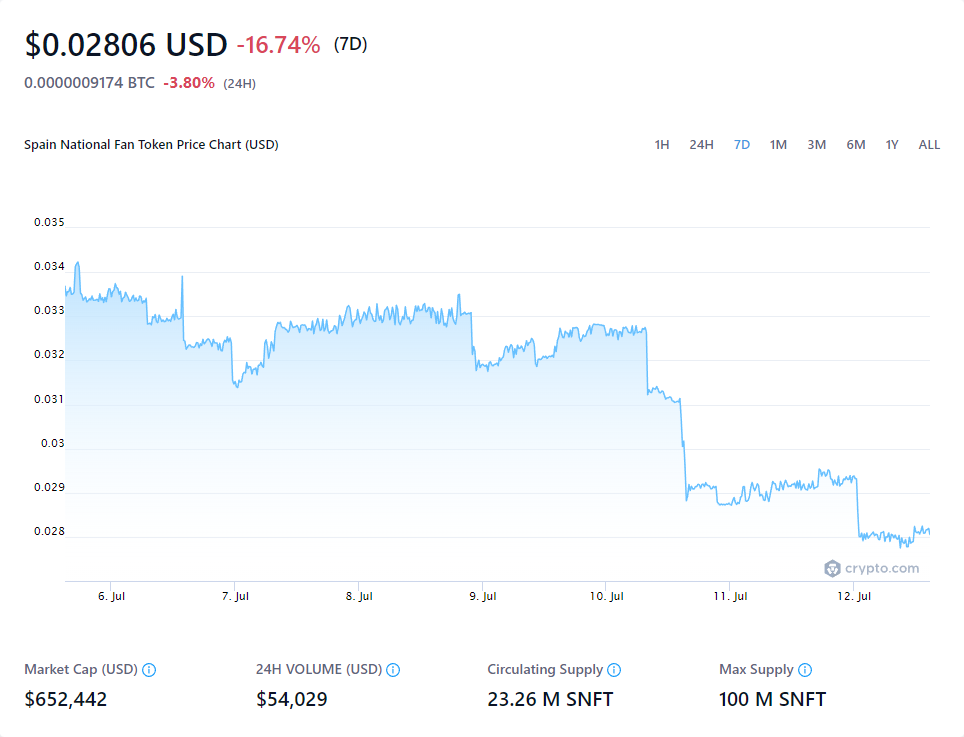 $0.02806 USD -16.74% (7D)
0.0000009174 BTC -3.80% (24H)
Spain National Fan Token Price Chart (USD) 1H 24H 7D 1M 3M 6M 1Y ALL
0.035
0.034
0.033
0.032
0.031
0.03
0.029
0.028
crypto.com
6. Jul 7. Jul 8. Jul 9. Jul 10. Jul 11. Jul 12. Jul
Market Cap (USD) 24H VOLUME (USD) Circulating Supply Max Supply
$652,442 $54,029 23.26 M SNFT 100 M SNFT